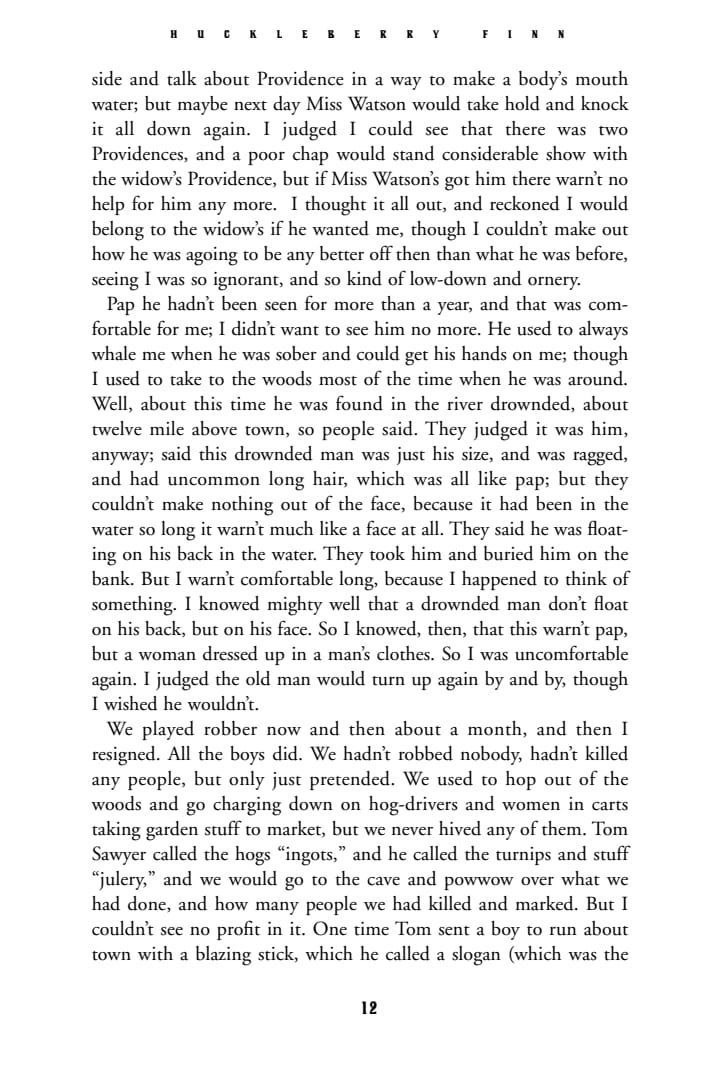 HUCKLEBERRY FINN
side and talk about Providence in a way to make a body’s mouth
water; but maybe next day Miss Watson would take hold and knock
it all down again. I judged I could see that there was two
Providences, and a poor chap would stand considerable show with
the widow’s Providence, but if Miss Watson’s got him there warn’t no
help for him any more. I thought it all out, and reckoned I would
belong to the widow’s if he wanted me, though I couldn’t make out
how he was agoing to be any better off then than what he was before,
seeing I was so ignorant, and so kind of low-down and ornery.
Pap he hadn’t been seen for more than a year, and that was com-
fortable for me; I didn’t want to see him no more. He used to always
whale me when he was sober and could get his hands on me; though
I used to take to the woods most of the time when he was around.
Well, about this time he was found in the river drownded, about
twelve mile above town, so people said. They judged it was him,
anyway; said this drownded man was just his size, and was ragged,
and had uncommon long hair, which was all like pap; but they
couldn’t make nothing out of the face, because it had been in the
water so long it warn’t much like a face at all. They said he was float-
ing on his back in the water. They took him and buried him on the
bank. But I warn’t comfortable long, because I happened to think of
something. I knowed mighty well that a drownded man don’t float
on his back, but on his face. So I knowed, then, that this warn’t pap,
but a woman dressed up in a man’s clothes. So I was uncomfortable
again. I judged the old man would turn up again by and by, though
I wished he wouldn’t.
We played robber now and then about a month, and then I
resigned. All the boys did. We hadn’t robbed nobody, hadn’t killed
any people, but only just pretended. We used to hop out of the
woods and go charging down on hog-drivers and women in carts
taking garden stuff to market, but we never hived any of them. Tom
Sawyer called the hogs “ingots,” and he called the turnips and stuff
“julery,” and we would go to the cave and powwow over what we
had done, and how many people we had killed and marked. But I
couldn’t see no profit in it. One time Tom sent a boy to run about
town with a blazing stick, which he called a slogan (which was the
12